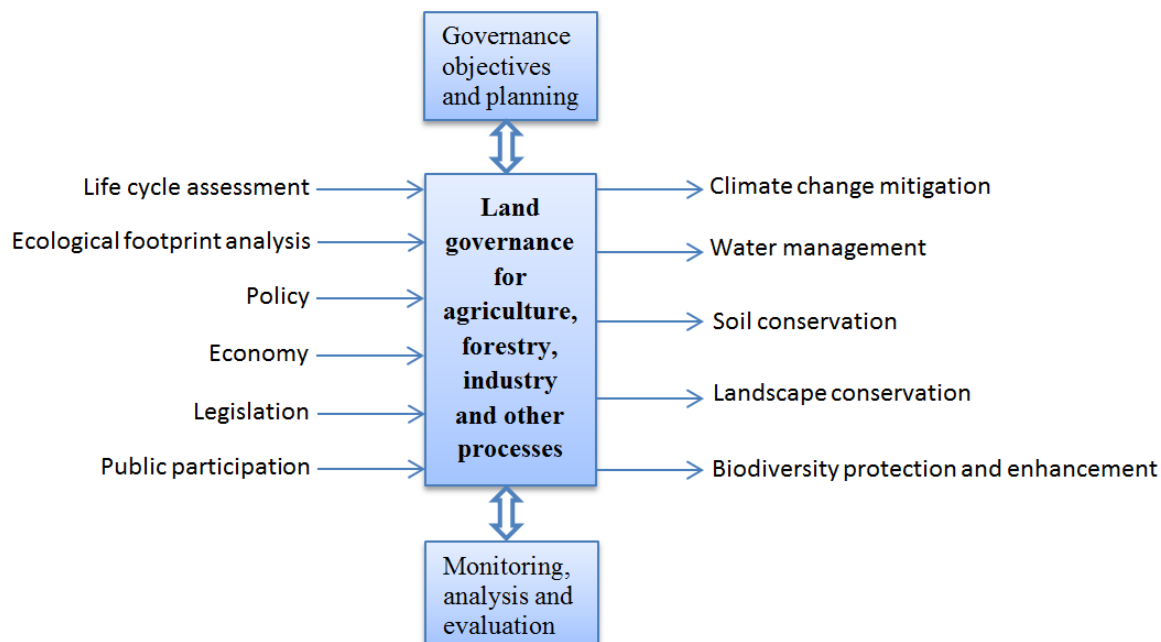 Governance
objectives
and planning
Life cycle assessment
Ecological footprint analysis
Policy
Economy
Legislation
Public participation
Land
governance
for
agriculture,
forestry,
industry
and other
processes
Climate change mitigation
Water management
Soil conservation
Landscape conservation
Biodiversity protection and enhancement
Monitoring,
analysis and
evaluation